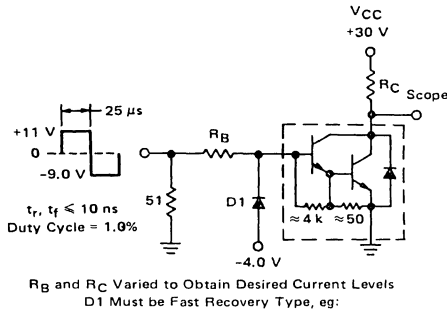 VCC
+30 V
RC
Scope
25 μs
+11 V
0
-9.0 V
RB
51
D1
≈4 k
≈50
-4.0 V
tr, tf ≤ 10 ns
Duty Cycle = 1.0%
RB and RC Varied to Obtain Desired Current Levels
D1 Must be Fast Recovery Type, eg: